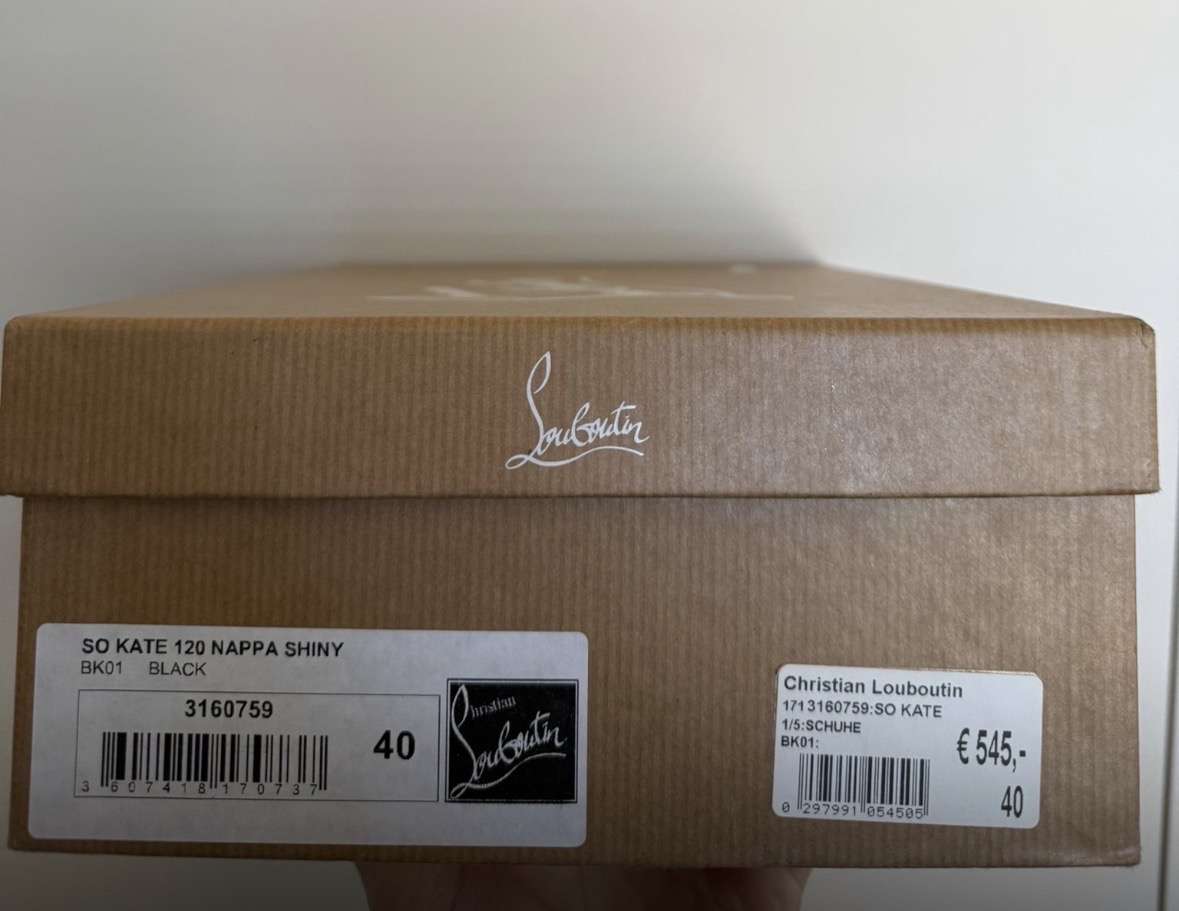 Louboutin
SO KATE 120 NAPPA SHINY
BK01 BLACK
3160759
40
3 607418 170737
Christian
Louboutin
Christian Louboutin
1713160759:SO KATE
1/5:SCHUHE
BK01:
€ 545,-
0 297991 054505
40